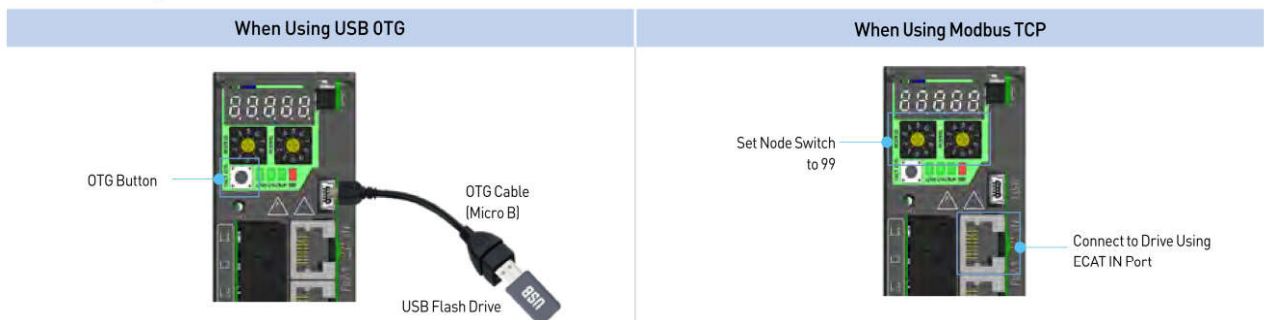 When Using USB OTG
When Using Modbus TCP
OTG Button
OTG Cable
(Micro B)
USB
USB Flash Drive
Set Node Switch
to 99
Connect to Drive Using
ECAT IN Port